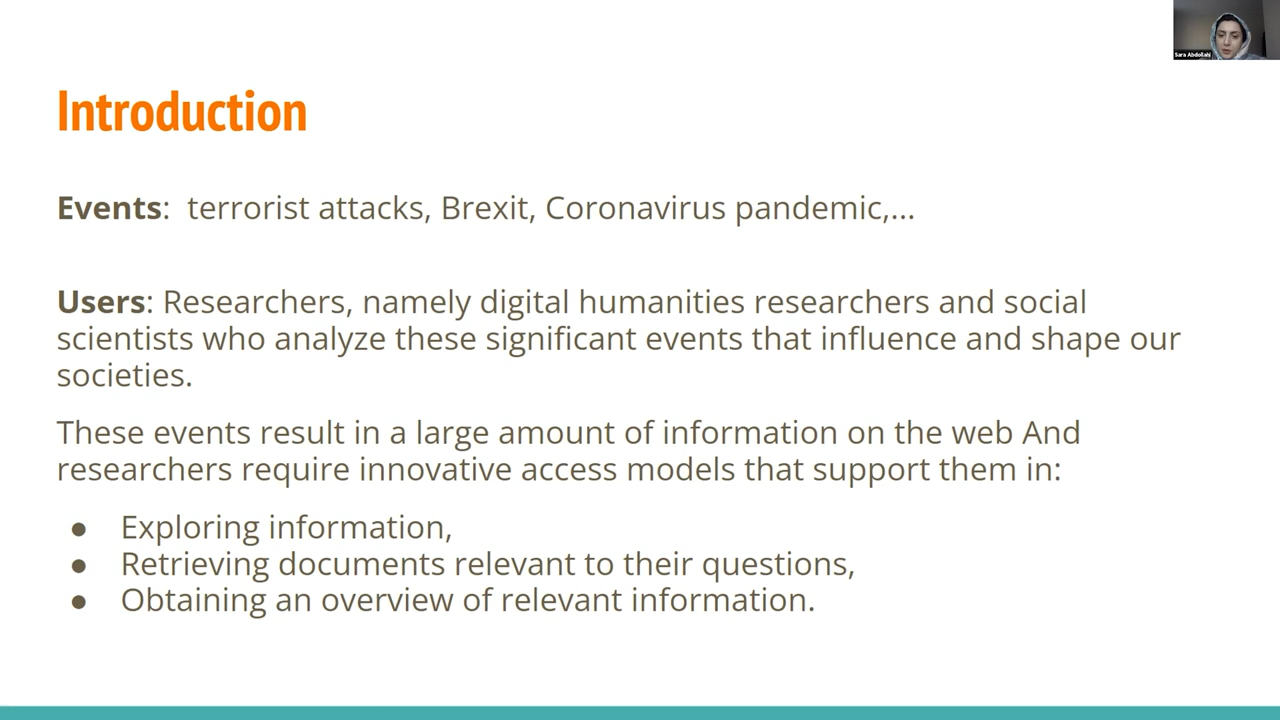 Sara Abdollahi
Introduction
Events:  terrorist attacks, Brexit, Coronavirus pandemic,...
Users: Researchers, namely digital humanities researchers and social
scientists who analyze these significant events that influence and shape our
societies.
These events result in a large amount of information on the web And
researchers require innovative access models that support them in:
● Exploring information,
● Retrieving documents relevant to their questions,
● Obtaining an overview of relevant information.